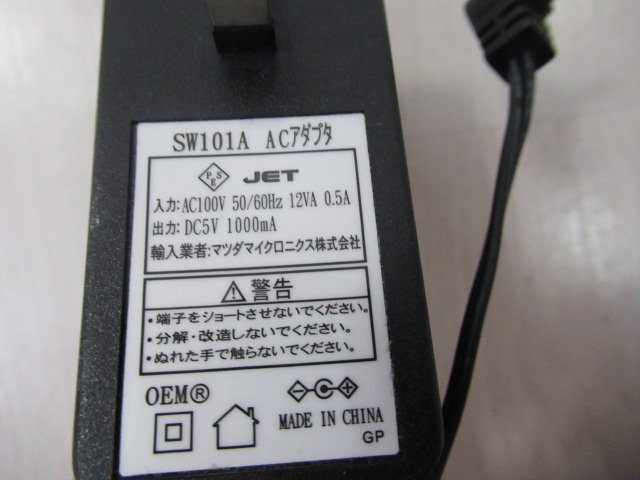 SW101A ACアダプタ
PSE JET
入力:AC100V 50/60Hz 12VA 0.5A
出力:DC5V 1000mA
輸入業者:マツダマイクロニクス株式会社
⚠警告
・端子をショートさせないでください。
・分解・改造しないでください。
・ぬれた手で触らないでください。
OEM®
MADE IN CHINA
GP